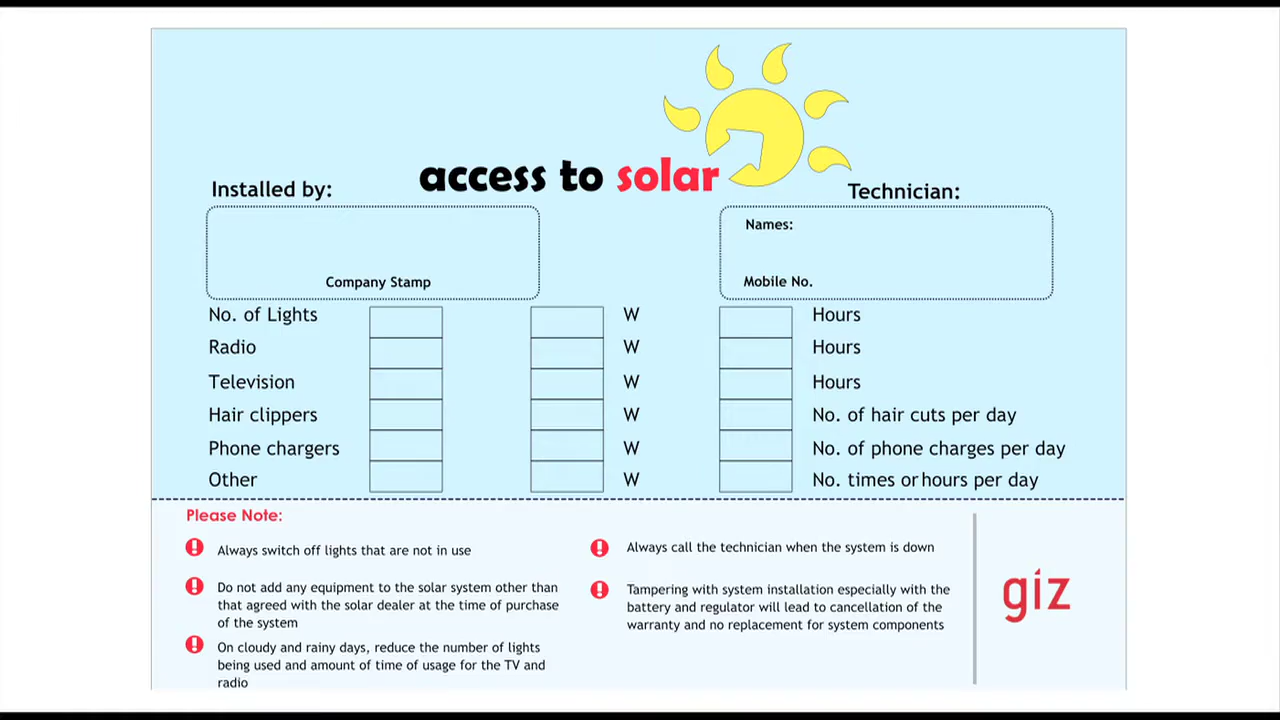 access to solar
Installed by:
Technician:
Company Stamp
Names:
Mobile No.
No. of Lights W Hours
Radio W Hours
Television W Hours
Hair clippers W No. of hair cuts per day
Phone chargers W No. of phone charges per day
Other W No. times or hours per day
Please Note:
Always switch off lights that are not in use
Do not add any equipment to the solar system other than
that agreed with the solar dealer at the time of purchase
of the system
On cloudy and rainy days, reduce the number of lights
being used and amount of time of usage for the TV and
radio
Always call the technician when the system is down
Tampering with system installation especially with the
battery and regulator will lead to cancellation of the
warranty and no replacement for system components
giz